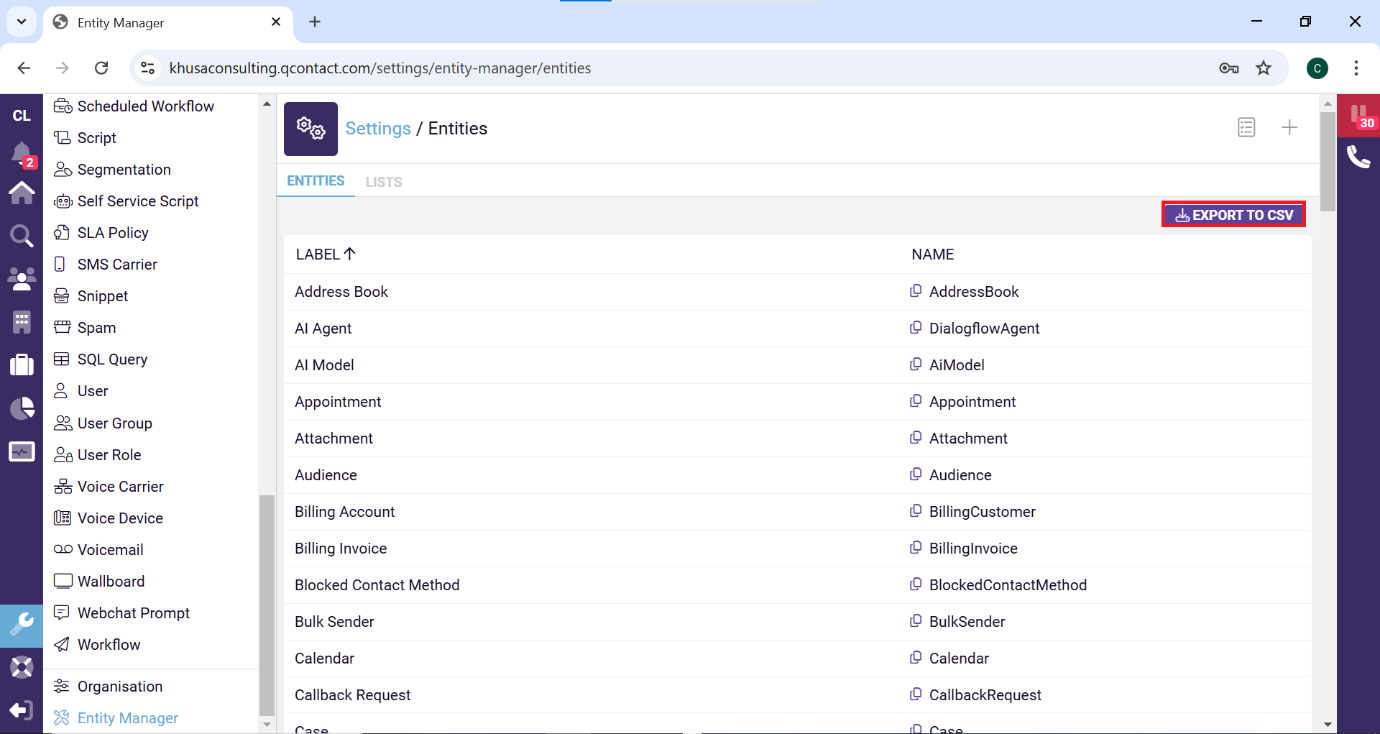 Entity Manager
khusaconsulting.qcontact.com/settings/entity-manager/entities
C
CL
2
30
Scheduled Workflow
Script
Segmentation
Self Service Script
SLA Policy
SMS Carrier
Snippet
Spam
SQL Query
User
User Group
User Role
Voice Carrier
Voice Device
Voicemail
Wallboard
Webchat Prompt
Workflow
Organisation
Entity Manager
Settings / Entities
ENTITIES LISTS
EXPORT TO CSV
LABEL NAME
Address Book AddressBook
AI Agent DialogflowAgent
AI Model AiModel
Appointment Appointment
Attachment Attachment
Audience Audience
Billing Account BillingCustomer
Billing Invoice BillingInvoice
Blocked Contact Method BlockedContactMethod
Bulk Sender BulkSender
Calendar Calendar
Callback Request CallbackRequest
Case Case